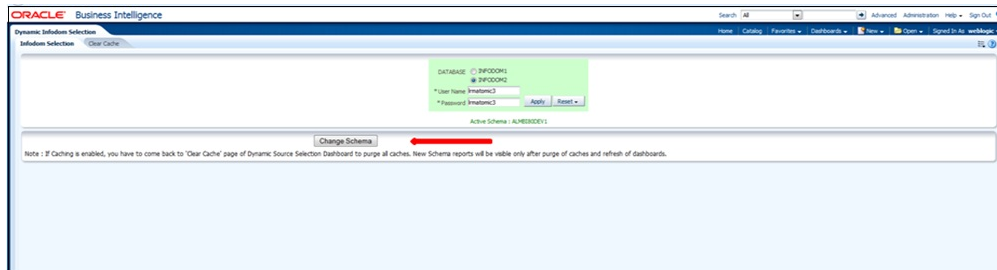 ORACLE Business Intelligence
Search All Advanced Administration Help Sign Out
Dynamic Infodom Selection
Home Catalog Favorites Dashboards New Open Signed In As weblogic
Infodom Selection Clear Cache
DATABASE INFODOM1
INFODOM2
* User Name lrmatomic3
* Password lrmatomic3 Apply Reset
Active Schema :
Change Schema
Note : If Caching is enabled, you have to come back to 'Clear Cache' page of Dynamic Source Selection Dashboard to purge all caches. New Schema reports will be visible only after purge of caches and refresh of dashboards.